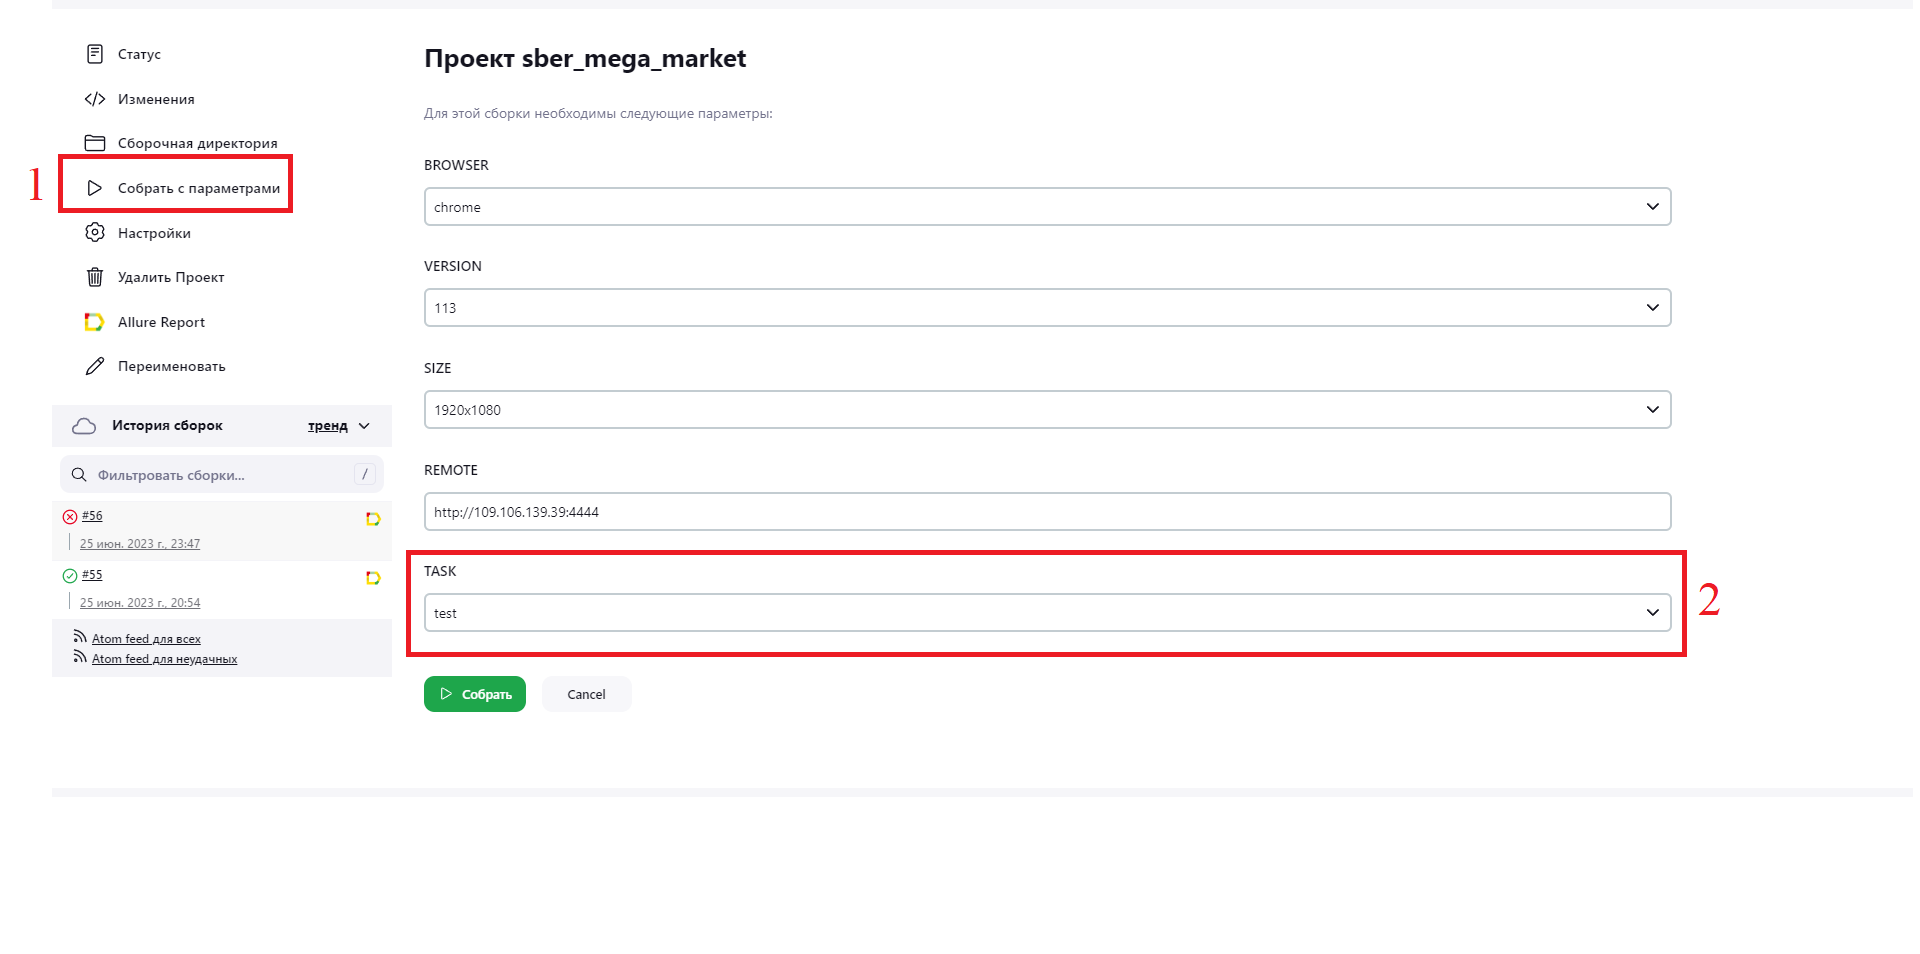 Статус
Изменения
Сборочная директория
1
Собрать с параметрами
Настройки
Удалить Проект
Allure Report
Переименовать
История сборок
тренд
Фильтровать сборки...
/
#56
25 июн. 2023 г., 23:47
#55
25 июн. 2023 г., 20:54
Atom feed для всех
Atom feed для неудачных
Проект sber_mega_market
Для этой сборки необходимы следующие параметры:
BROWSER
chrome
VERSION
113
SIZE
1920x1080
REMOTE
http://109.106.139.39:4444
TASK
test
2
Собрать
Cancel